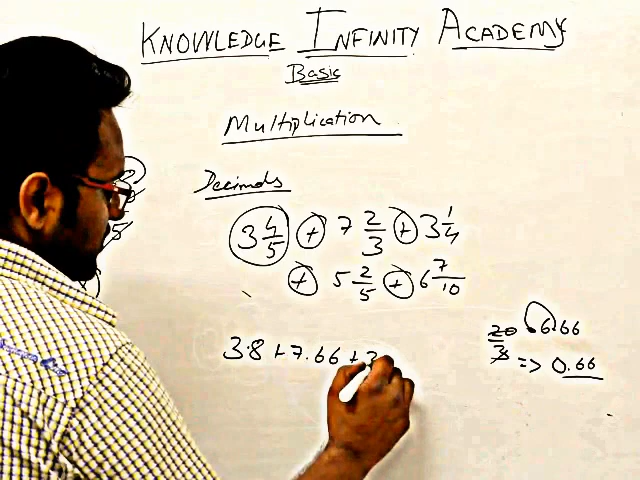 KNOWLEDGE INFINITY ACADEMY
Basic
Multiplication
Decimals
3 4/5 + 7 2/3 + 3 1/4
+ 5 2/5 + 6 7/10
20/3 .6.66
=> 0.66
3.8 + 7.66 + 3